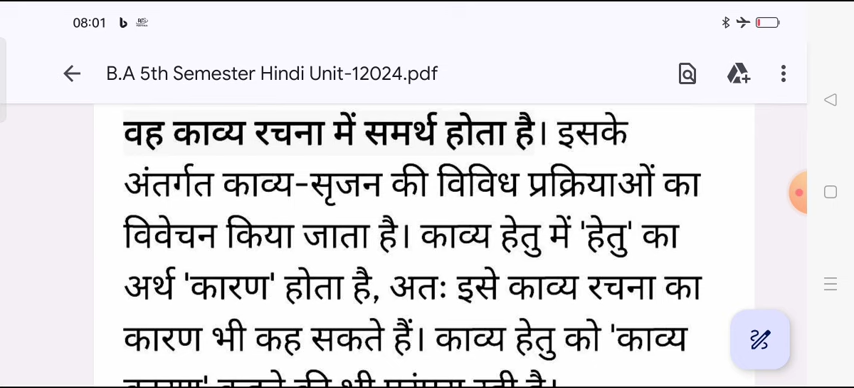 08:01
B.A 5th Semester Hindi Unit-12024.pdf
वह काव्य रचना में समर्थ होता है। इसके
अंतर्गत काव्य-सृजन की विविध प्रक्रियाओं का
विवेचन किया जाता है। काव्य हेतु में 'हेतु' का
अर्थ 'कारण' होता है, अतः इसे काव्य रचना का
कारण भी कह सकते हैं। काव्य हेतु को 'काव्य